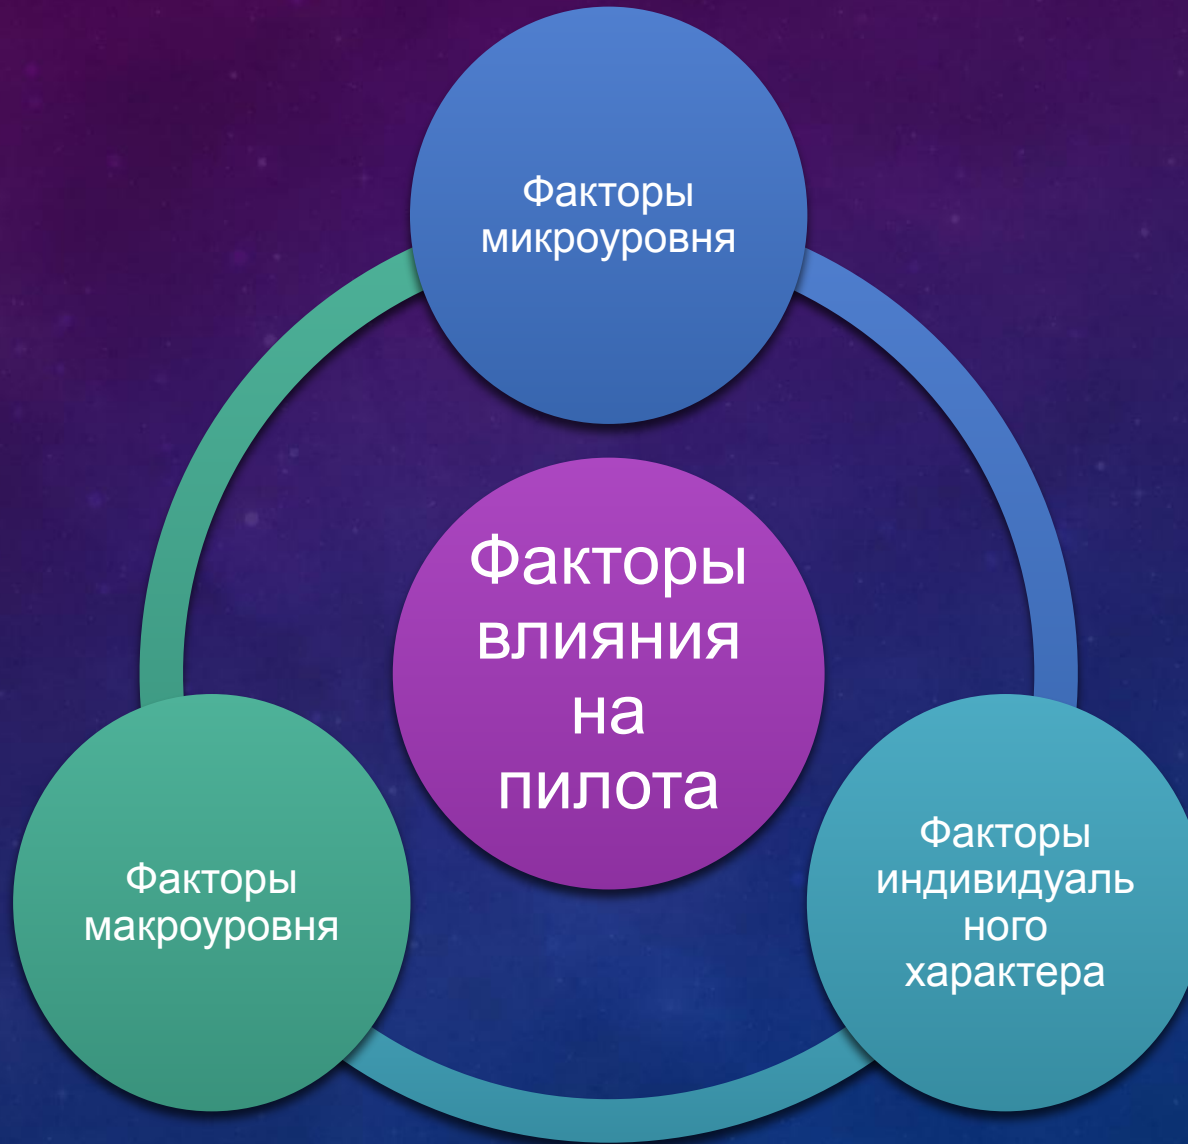 Факторы
микроуровня
Факторы
влияния
на
пилота
Факторы
индивидуаль
ного
характера
Факторы
макроуровня